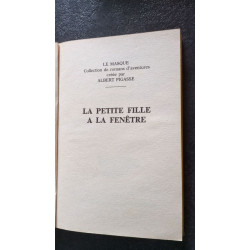 LE MASQUE
Collection de romans d'aventures
créée par
ALBERT PIGASSE
LA PETITE FILLE
A LA FENÊTRE